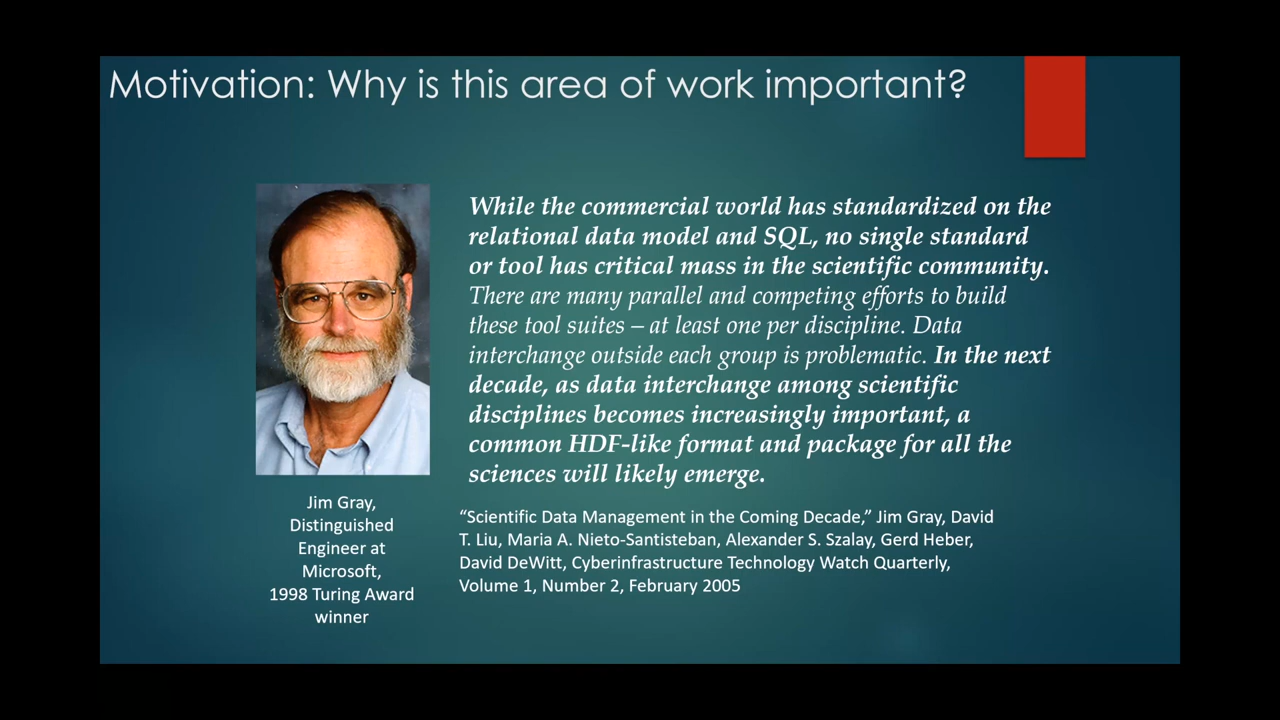 Motivation: Why is this area of work important?
While the commercial world has standardized on the
relational data model and SQL, no single standard
or tool has critical mass in the scientific community.
There are many parallel and competing efforts to build
these tool suites – at least one per discipline. Data
interchange outside each group is problematic. In the next
decade, as data interchange among scientific
disciplines becomes increasingly important, a
common HDF-like format and package for all the
sciences will likely emerge.
Jim Gray,
Distinguished
Engineer at
Microsoft,
1998 Turing Award
winner
“Scientific Data Management in the Coming Decade,” Jim Gray, David
T. Liu, Maria A. Nieto-Santisteban, Alexander S. Szalay, Gerd Heber,
David DeWitt, Cyberinfrastructure Technology Watch Quarterly,
Volume 1, Number 2, February 2005